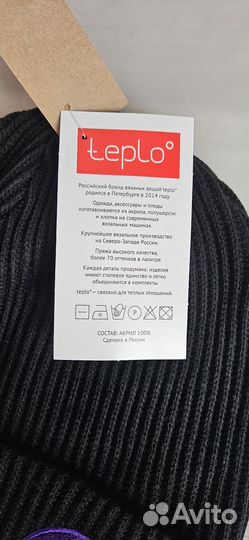 teplo°
Российский бренд вязаных вещей teplo°
родился в Петербурге в 2014 году.
Одежда, аксессуары и пледы
изготавливаются из акрила, полушерсти
и хлопка на современных
вязальных машинах.
Крупнейшее вязальное производство
на Северо-Западе России.
Пряжа высокого качества,
более 70 оттенков в палитре.
Каждая деталь продумана: изделия
имеют стилевое единство и легко
объединяются в комплекты.
teplo° — связано для теплых отношений.
СОСТАВ: АКРИЛ 100%
Сделано в России
Avito